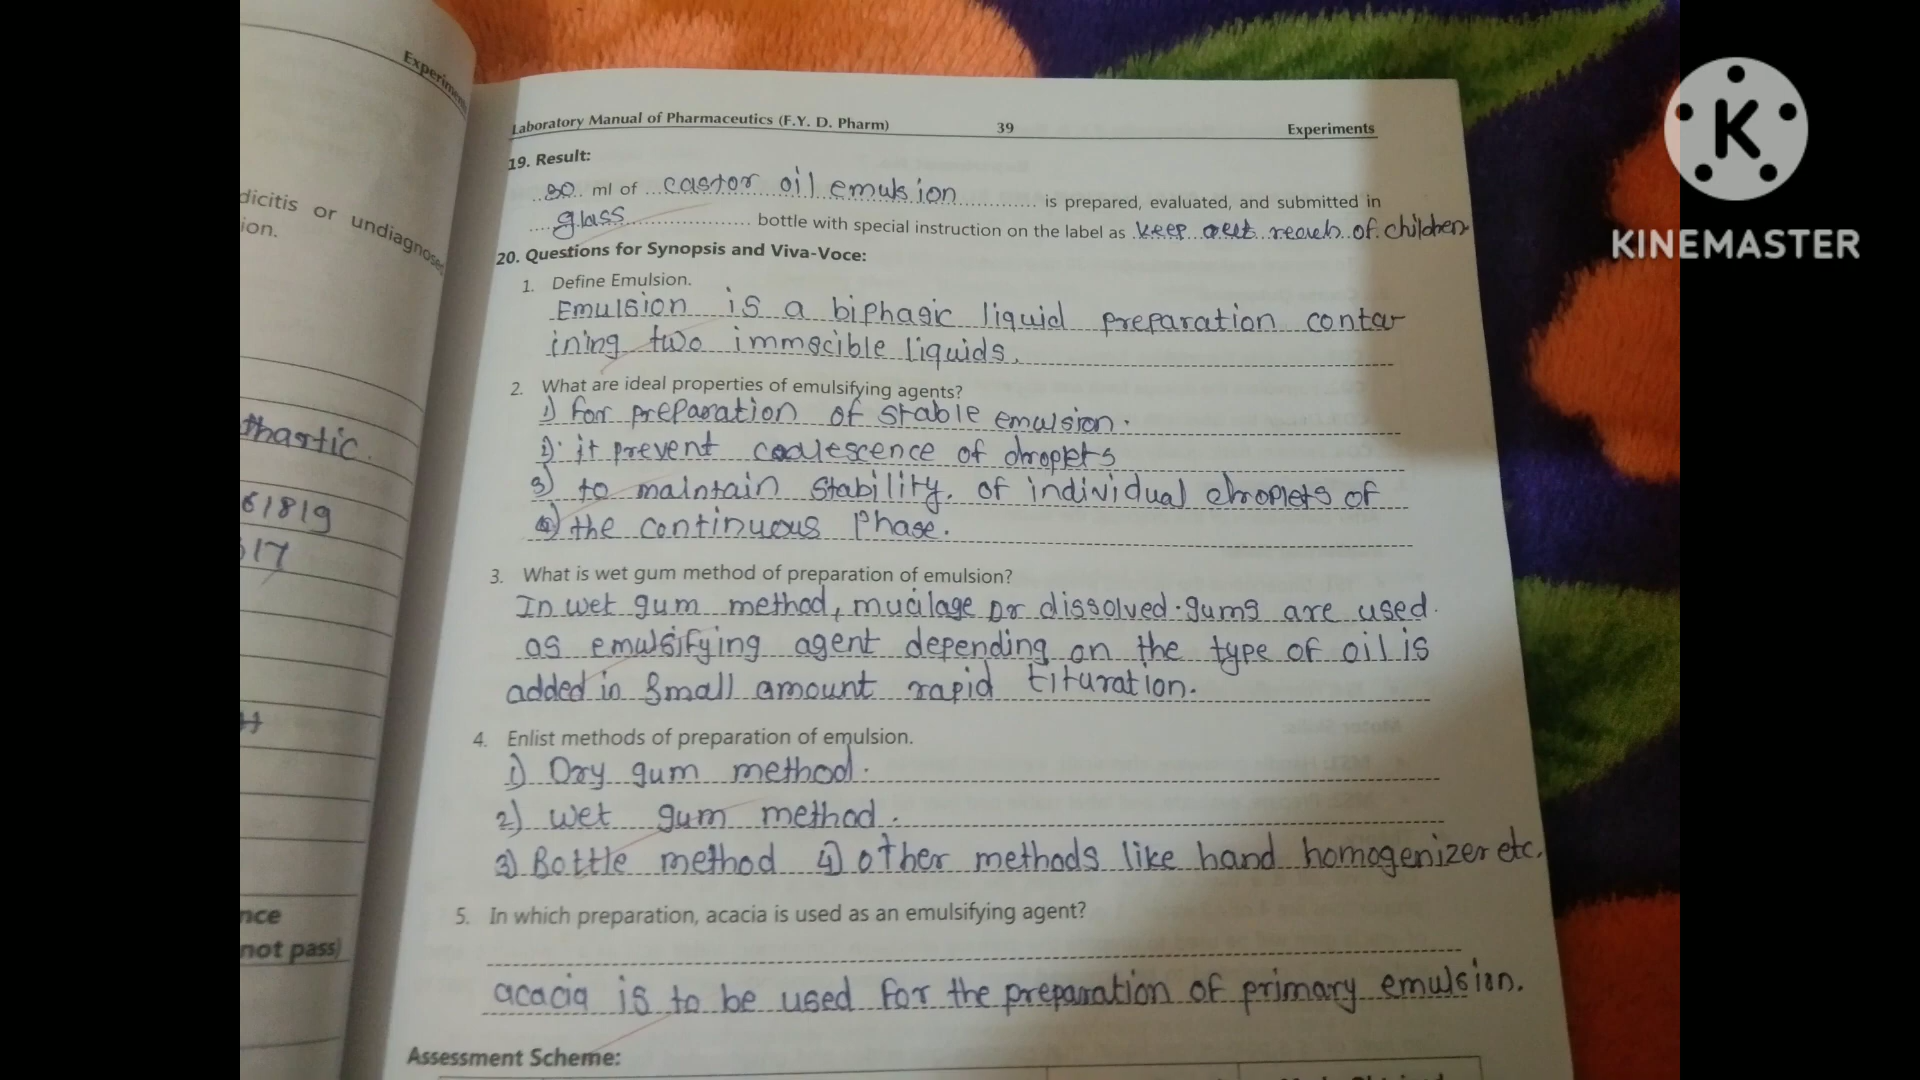 Experiments
dicitis or undiagnosed
ion.
thartic.
61819
17
nce
not pass)
Laboratory Manual of Pharmaceutics (F.Y. D. Pharm) 39 Experiments
19. Result:
ml of castor oil emulsion is prepared, evaluated, and submitted in
glass bottle with special instruction on the label as keep out reach of children
20. Questions for Synopsis and Viva-Voce:
1. Define Emulsion.
Emulsion is a biphasic liquid preparation conta
ining two immscible liquids.
2. What are ideal properties of emulsifying agents?
1) for preparation of stable emulsion.
2) it prevent coalescence of droplets
3) to maintain stability. of individual droplets of
4) the continuous phase.
3. What is wet gum method of preparation of emulsion?
In wet gum method, mucilage or dissolved gums are used
as emulsifying agent depending on the type of oil is
added in small amount rapid tituration.
4. Enlist methods of preparation of emulsion.
1) Dry gum method.
2) wet gum method.
3) Bottle method 4) other methods like hand homogenizer etc.
5. In which preparation, acacia is used as an emulsifying agent?
acacia is to be used for the preparation of primary emulsion.
Assessment Scheme:
K
KINEMASTER